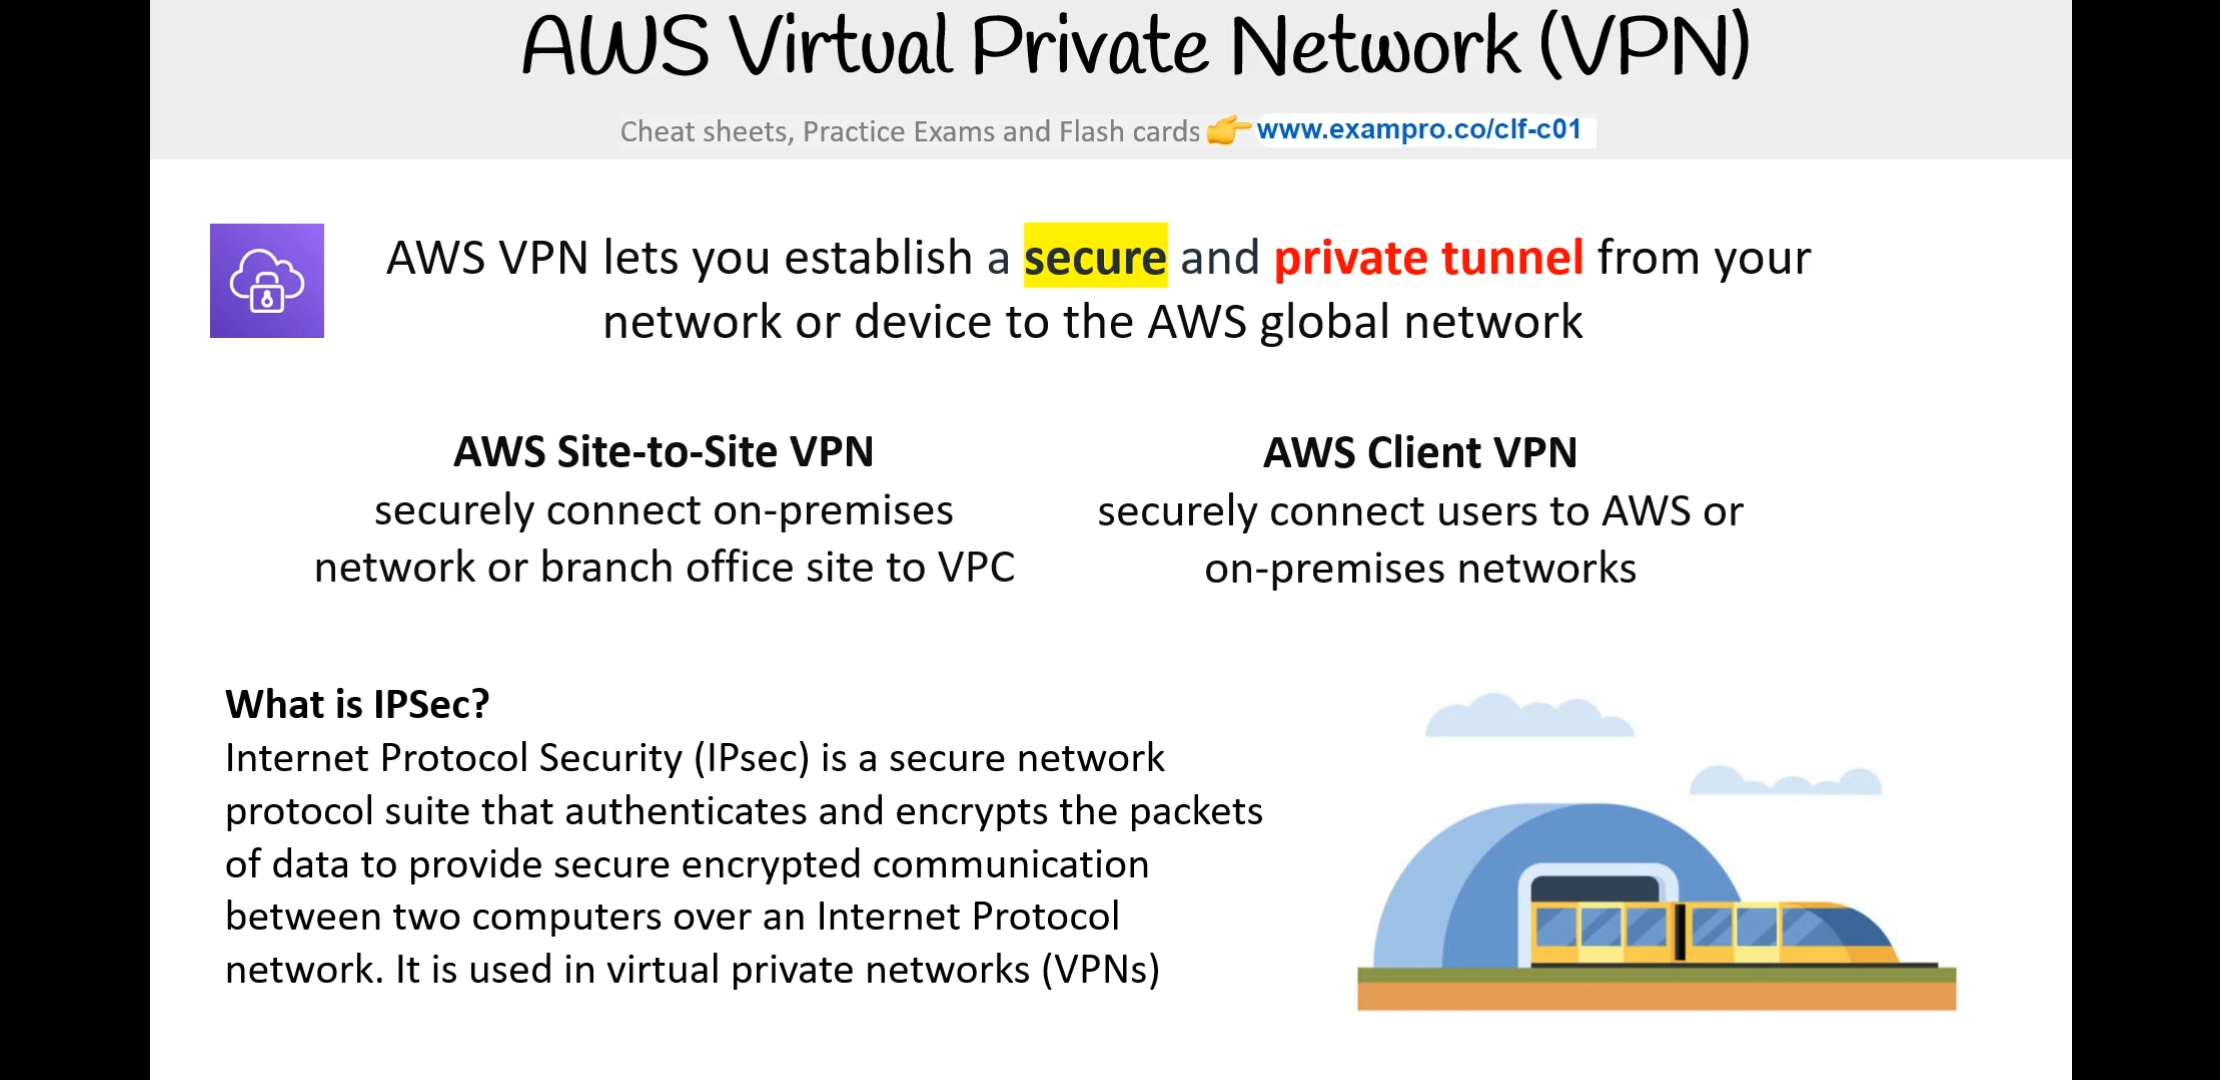 AWS Virtual Private Network (VPN)
Cheat sheets, Practice Exams and Flash cards 👉 www.exampro.co/clf-c01
AWS VPN lets you establish a secure and private tunnel from your
network or device to the AWS global network
AWS Site-to-Site VPN
securely connect on-premises
network or branch office site to VPC
AWS Client VPN
securely connect users to AWS or
on-premises networks
What is IPSec?
Internet Protocol Security (IPsec) is a secure network
protocol suite that authenticates and encrypts the packets
of data to provide secure encrypted communication
between two computers over an Internet Protocol
network. It is used in virtual private networks (VPNs)